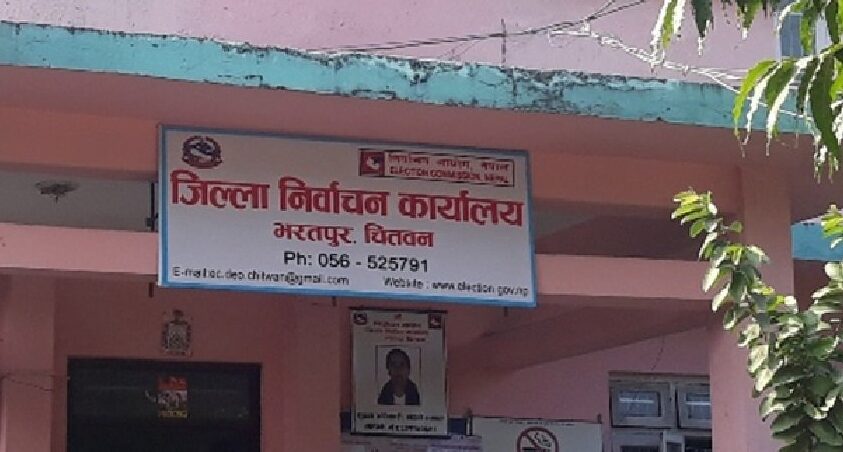 निर्वाचन आयोग, नेपाल
ELECTION COMMISSION, NEPAL
जिल्ला निर्वाचन कार्यालय
भरतपुर, चितवन
Ph: 056 - 525791
E-mail:ec.deo.chitwan@gmail.com Website : www.election.gov.np